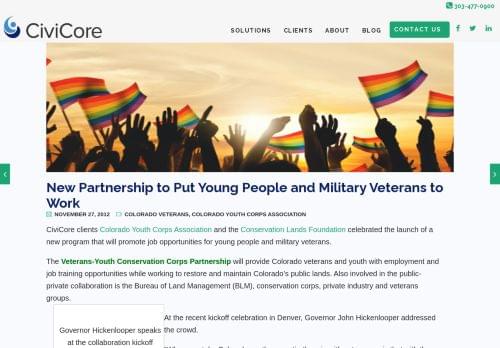 303-477-0900
CiviCore
SOLUTIONS CLIENTS ABOUT BLOG CONTACT US
New Partnership to Put Young People and Military Veterans to
Work
NOVEMBER 27, 2012 COLORADO VETERANS, COLORADO YOUTH CORPS ASSOCIATION
CiviCore clients Colorado Youth Corps Association and the Conservation Lands Foundation celebrated the launch of a
new program that will promote job opportunities for young people and military veterans.
The Veterans-Youth Conservation Corps Partnership will provide Colorado veterans and youth with employment and
job training opportunities while working to restore and maintain Colorado's public lands. Also involved in the public-
private collaboration is the Bureau of Land Management (BLM), conservation corps, private industry and veterans
groups.
At the recent kickoff celebration in Denver, Governor John Hickenlooper addressed
the crowd.
Governor Hickenlooper speaks
at the collaboration kickoff